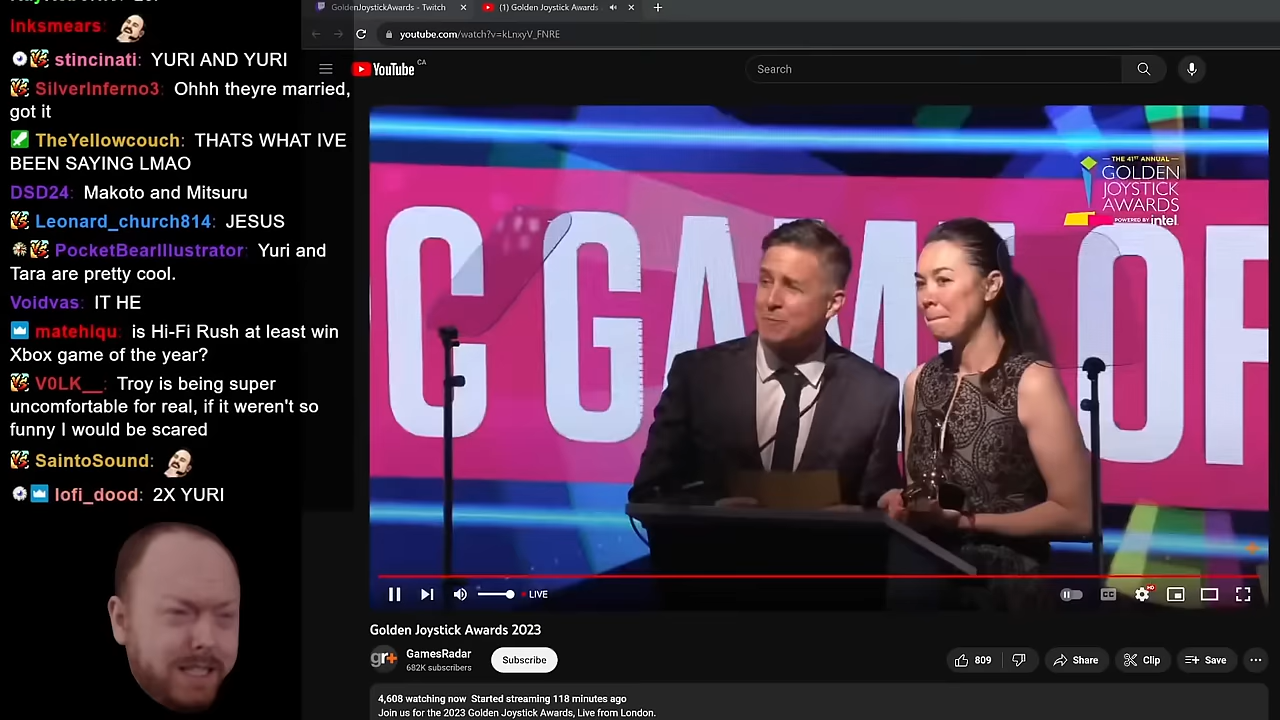 Inksmears:
stincinati: YURI AND YURI
SilverInferno3: Ohhh theyre married,
got it
TheYellowcouch: THATS WHAT IVE
BEEN SAYING LMAO
DSD24: Makoto and Mitsuru
Leonard_church814: JESUS
PocketBearIllustrator: Yuri and
Tara are pretty cool.
Voidvas: IT HE
matehiqu: is Hi-Fi Rush at least win
Xbox game of the year?
V0LK__: Troy is being super
uncomfortable for real, if it weren't so
funny I would be scared
SaintoSound:
lofi_dood: 2X YURI
GoldenJoystickAwards - Twitch
(1) Golden Joystick Awards
youtube.com/watch?v=kLnxyV_FNRE
YouTube CA
Search
THE 41ST ANNUAL
GOLDEN
JOYSTICK
AWARDS
POWERED BY intel
C GAME OF
LIVE
CC
HD
Golden Joystick Awards 2023
gr+
GamesRadar
682K subscribers
Subscribe
809
Share
Clip
Save
4,608 watching now Started streaming 118 minutes ago
Join us for the 2023 Golden Joystick Awards, Live from London.